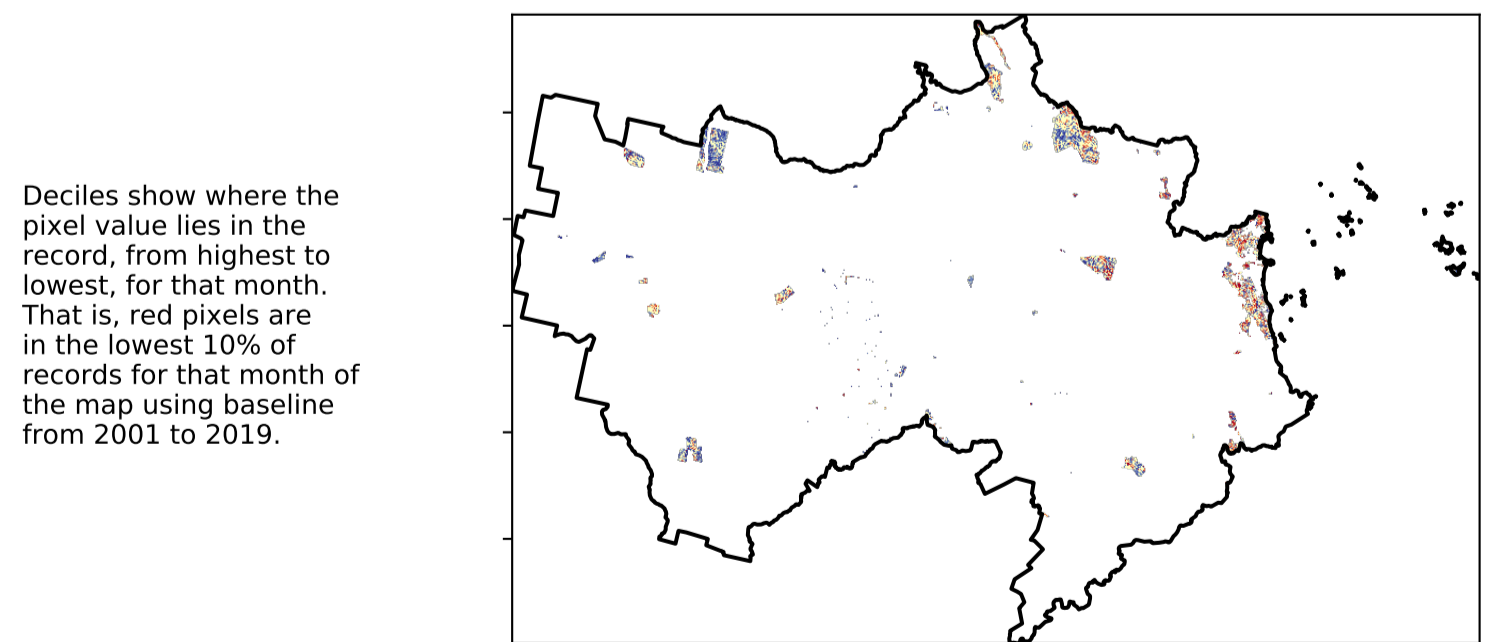 Deciles show where the
pixel value lies in the
record, from highest to
lowest, for that month.
That is, red pixels are
in the lowest 10% of
records for that month of
the map using baseline
from 2001 to 2019.